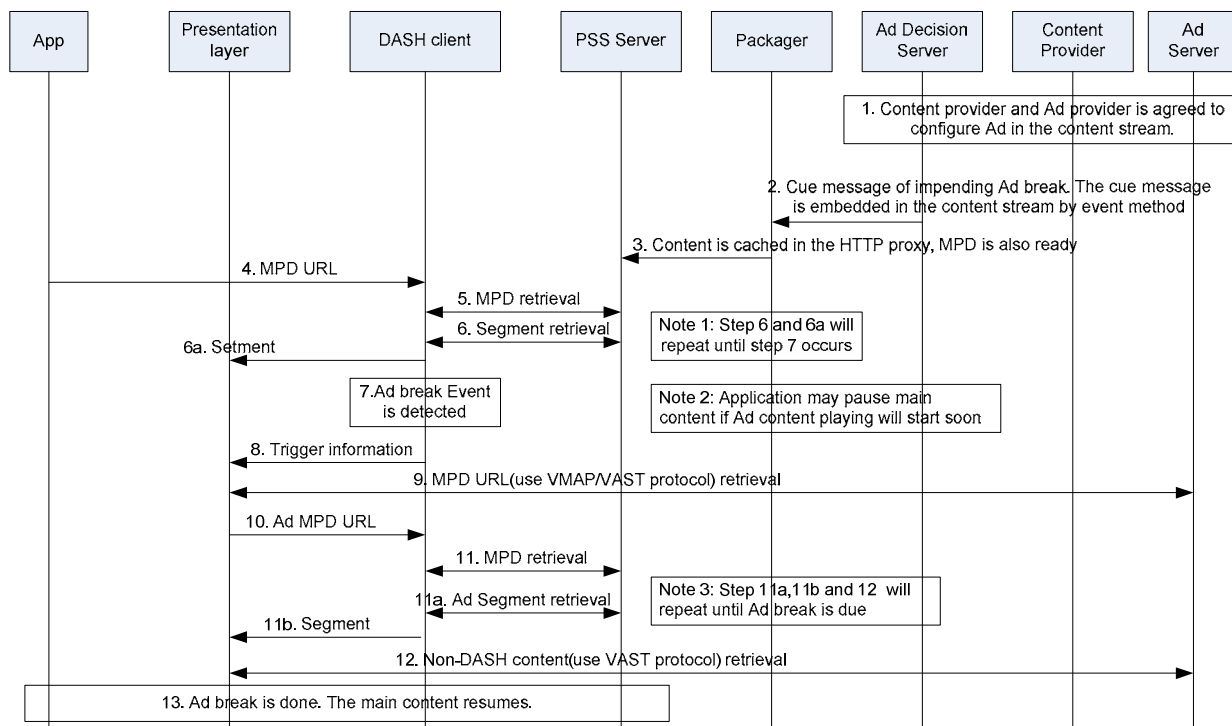 App
Presentation
layer
DASH client
PSS Server
Packager
Ad Decision
Server
Content
Provider
Ad
Server
1. Content provider and Ad provider is agreed to
configure Ad in the content stream.
2. Cue message of impending Ad break. The cue message
is embedded in the content stream by event method
3. Content is cached in the HTTP proxy, MPD is also ready
4. MPD URL
5. MPD retrieval
6. Segment retrieval
Note 1: Step 6 and 6a will
repeat until step 7 occurs
6a. Setment
7.Ad break Event
is detected
Note 2: Application may pause main
content if Ad content playing will start soon
8. Trigger information
9. MPD URL(use VMAP/VAST protocol) retrieval
10. Ad MPD URL
11. MPD retrieval
11a. Ad Segment retrieval
Note 3: Step 11a,11b and 12 will
repeat until Ad break is due
11b. Segment
12. Non-DASH content(use VAST protocol) retrieval
13. Ad break is done. The main content resumes.